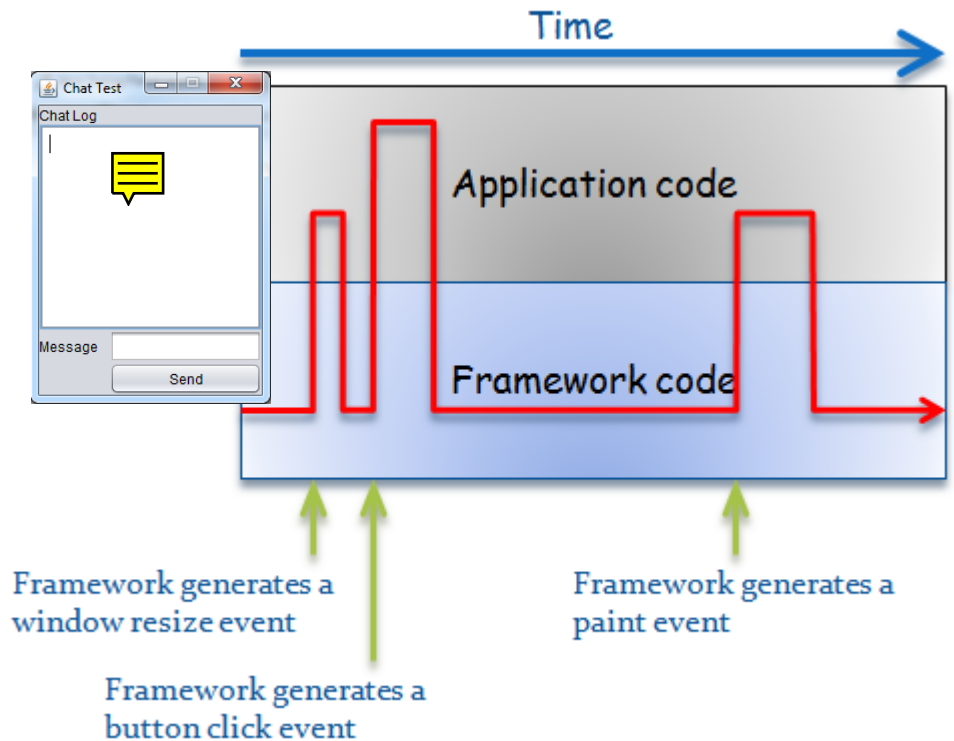 Time
Chat Test
Chat Log
Application code
Message
Send
Framework code
Framework generates a
window resize event
Framework generates a
paint event
Framework generates a
button click event